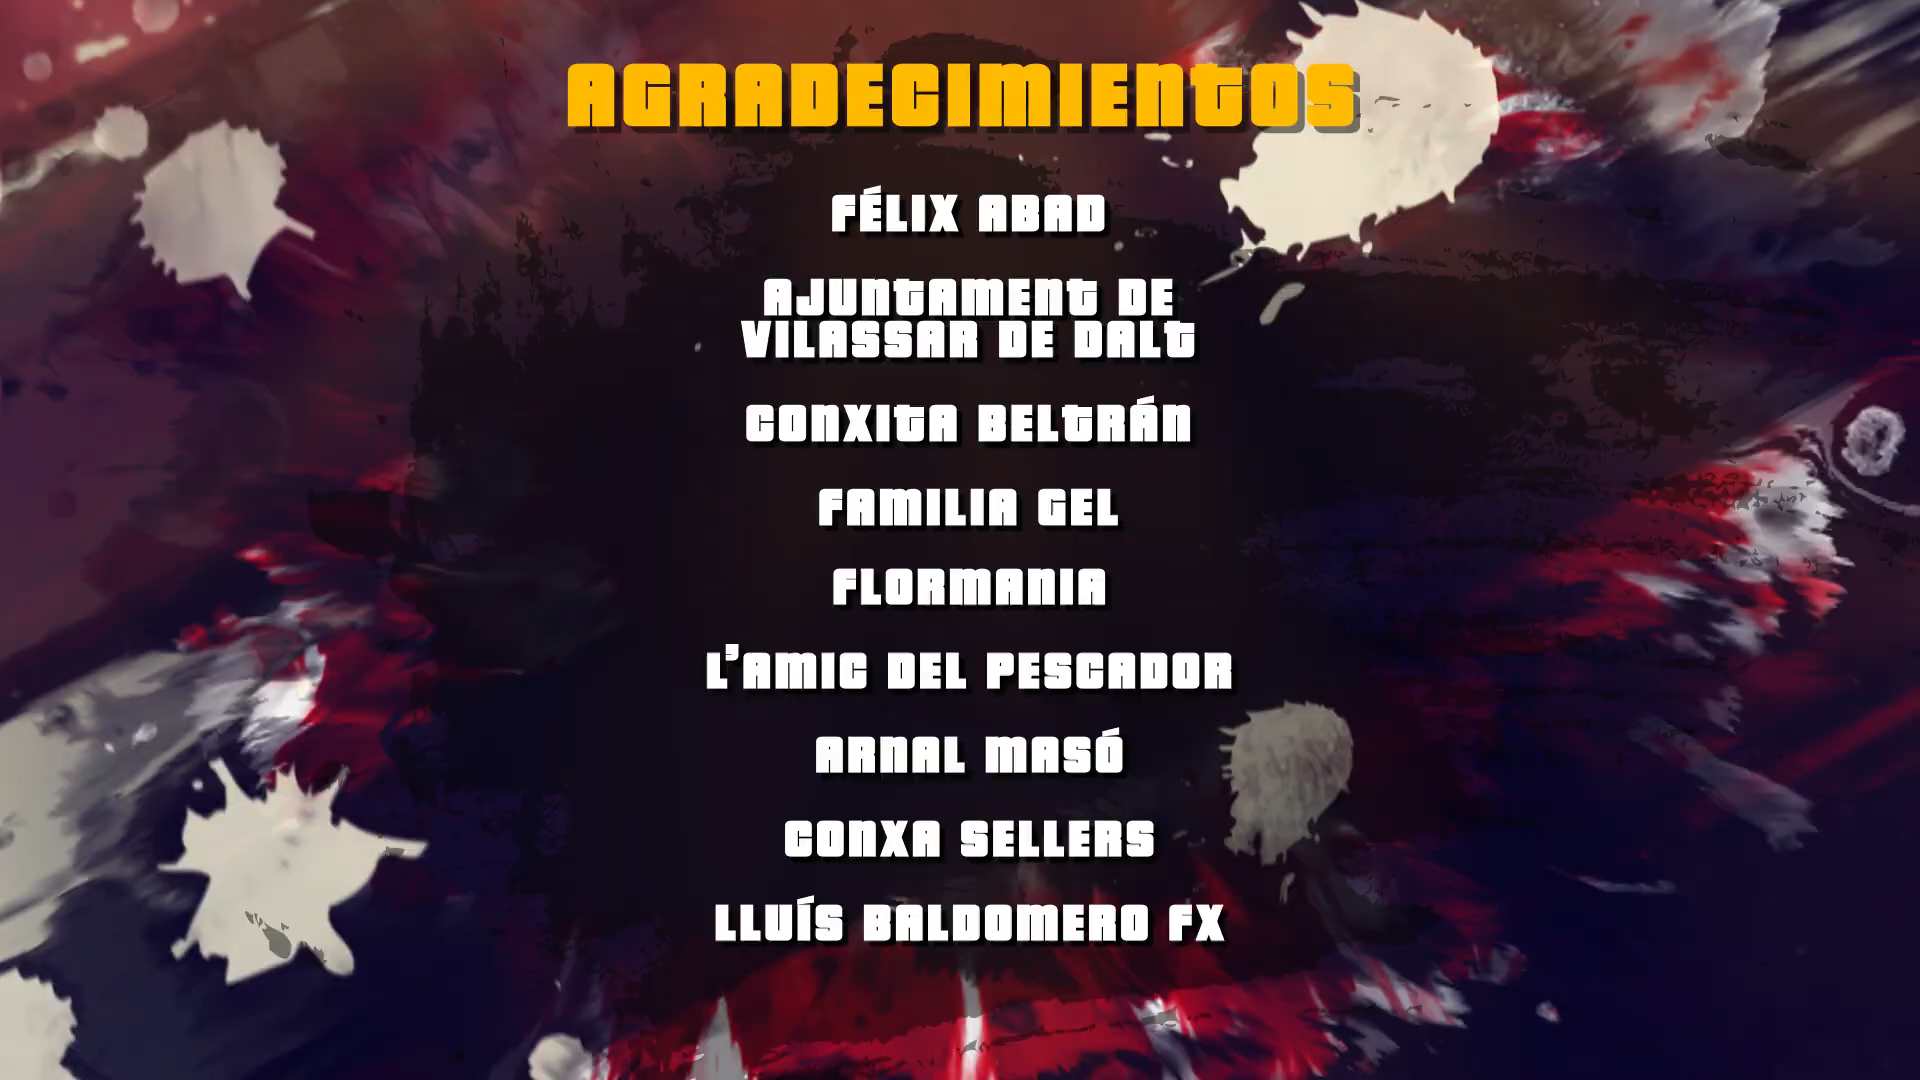 AGRADECIMIENTOS
FÉLIX ABAD
AJUNTAMENT DE
VILASSAR DE DALT
CONXITA BELTRÁN
FAMILIA GEL
FLORMANIA
L'AMIC DEL PESCADOR
ARNAL MASÓ
CONXA SELLERS
LLUÍS BALDOMERO FX